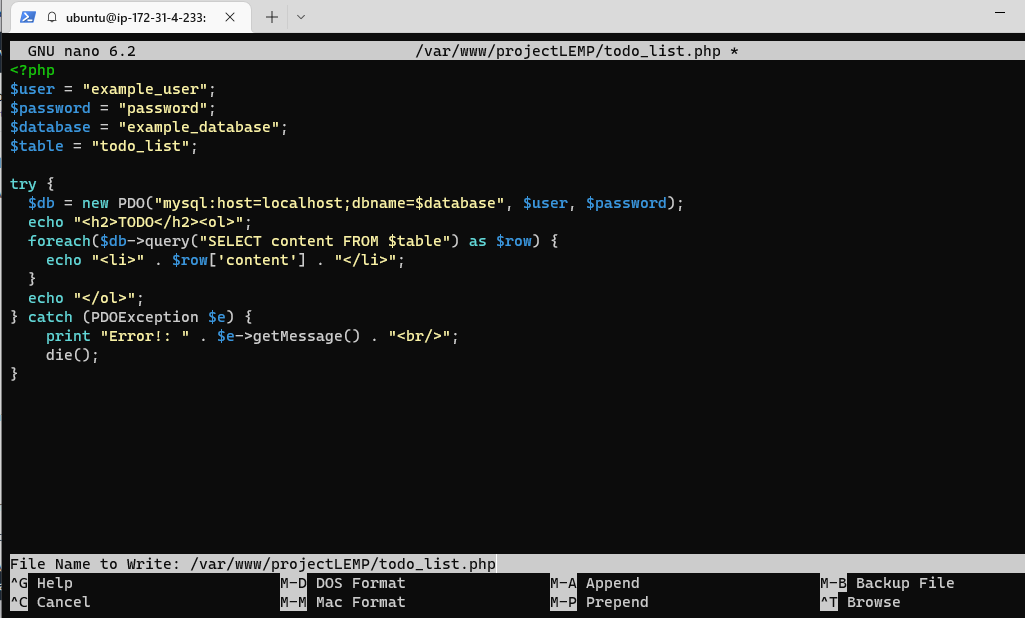 ubuntu@ip-172-31-4-233:
GNU nano 6.2 /var/www/projectLEMP/todo_list.php *
<?php
$user = "example_user";
$password = "password";
$database = "example_database";
$table = "todo_list";

try {
  $db = new PDO("mysql:host=localhost;dbname=$database", $user, $password);
  echo "<h2>TODO</h2><ol>";
  foreach($db->query("SELECT content FROM $table") as $row) {
    echo "<li>" . $row['content'] . "</li>";
  }
  echo "</ol>";
} catch (PDOException $e) {
    print "Error!: " . $e->getMessage() . "<br/>";
    die();
}
File Name to Write: /var/www/projectLEMP/todo_list.php
^G Help M-D DOS Format M-A Append M-B Backup File
^C Cancel M-M Mac Format M-P Prepend ^T Browse